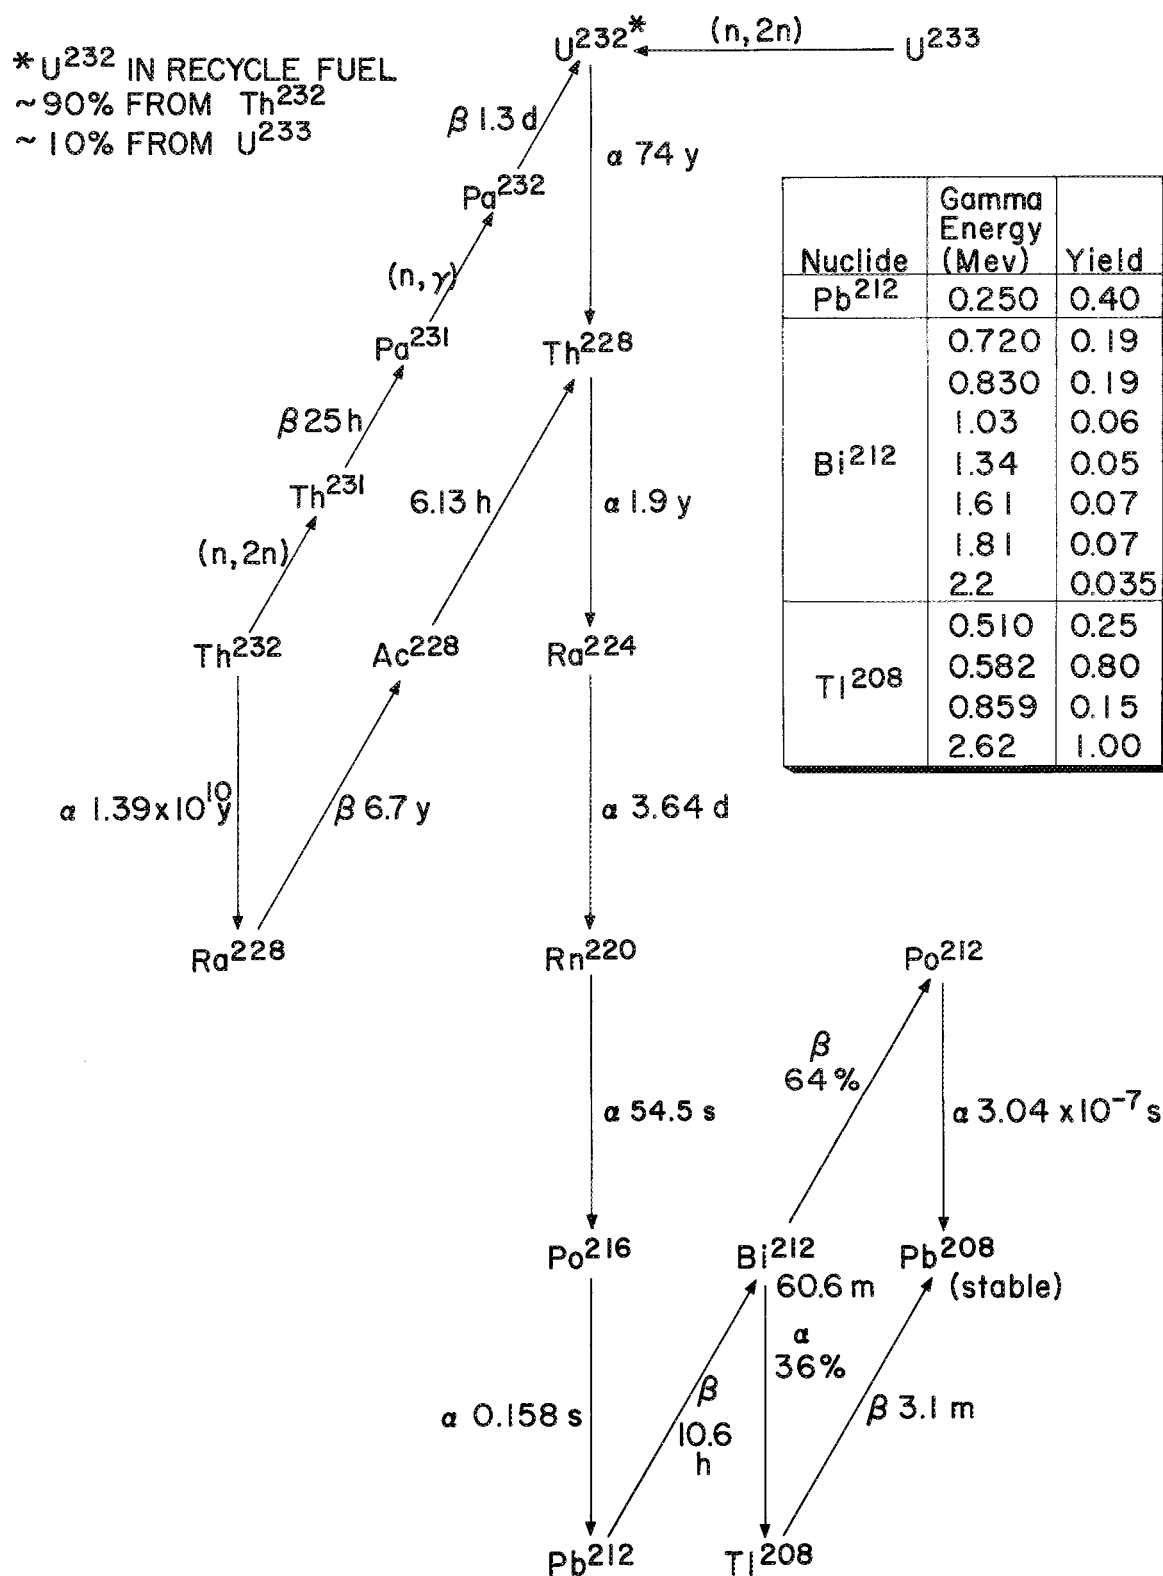 U²³²* (n, 2n) U²³³
* U²³² IN RECYCLE FUEL
~90% FROM Th²³²
~10% FROM U²³³
β 1.3 d
α 74 y
Pa²³²
(n, γ)
Pa²³¹
Th²²⁸
β 25 h
Th²³¹
6.13 h
α 1.9 y
(n, 2n)
Th²³² Ac²²⁸ Ra²²⁴
α 1.39x10¹⁰y
β 6.7 y
α 3.64 d
Ra²²⁸ Rn²²⁰ Po²¹²
β
64%
α 54.5 s
α 3.04 x10⁻⁷ s
Po²¹⁶ Bi²¹² Pb²⁰⁸
60.6 m (stable)
α
36%
α 0.158 s
β
10.6
h
β 3.1 m
Pb²¹² Tl²⁰⁸
Nuclide Gamma Energy (Mev) Yield
Pb²¹² 0.250 0.40
Bi²¹² 0.720 0.19
0.830 0.19
1.03 0.06
1.34 0.05
1.61 0.07
1.81 0.07
2.2 0.035
Tl²⁰⁸ 0.510 0.25
0.582 0.80
0.859 0.15
2.62 1.00